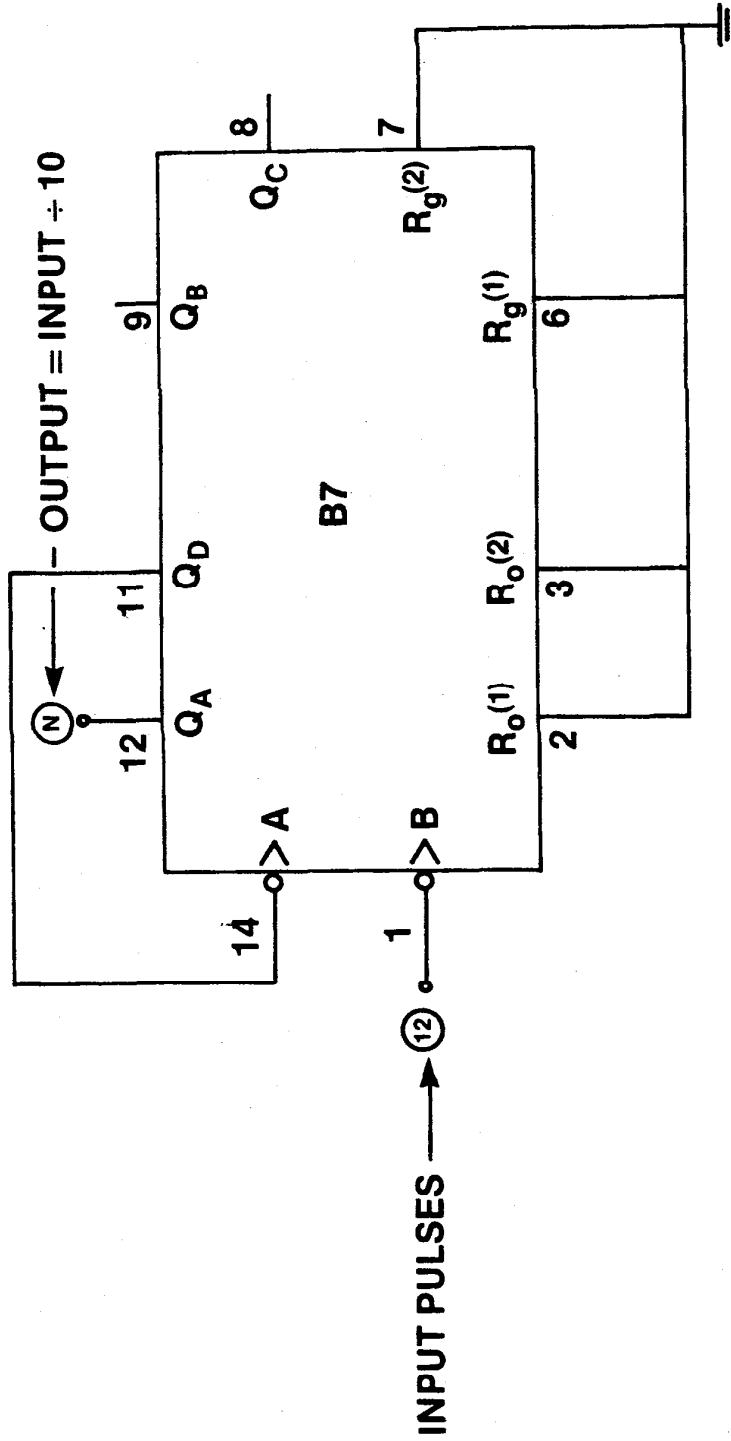 OUTPUT = INPUT ÷ 10
N
12
11
9
QA
QD
QB
14
A
QC
8
B7
INPUT PULSES
12
1
B
Rg(2)
7
Ro(1)
Ro(2)
Rg(1)
2
3
6